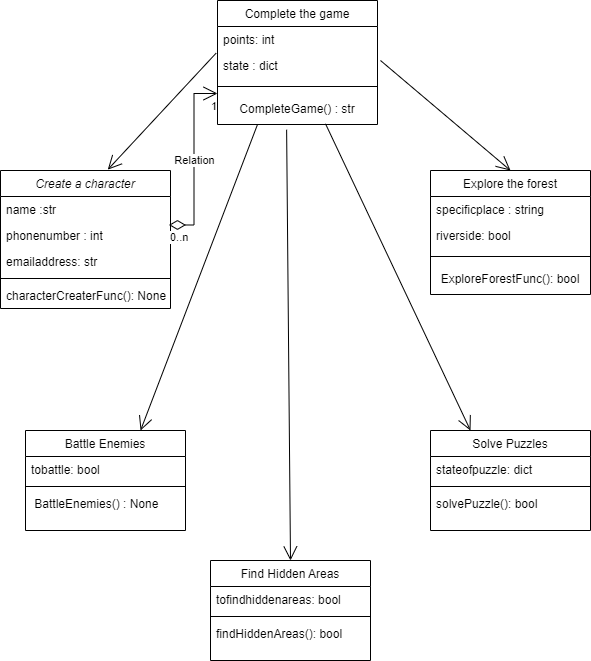 Complete the game
points: int
state : dict
CompleteGame() : str
1
Relation
0..n
Create a character
name :str
phonenumber : int
emailaddress: str
characterCreaterFunc(): None
Explore the forest
specificplace : string
riverside: bool
ExploreForestFunc(): bool
Battle Enemies
tobattle: bool
BattleEnemies() : None
Solve Puzzles
stateofpuzzle: dict
solvePuzzle(): bool
Find Hidden Areas
tofindhiddenareas: bool
findHiddenAreas(): bool